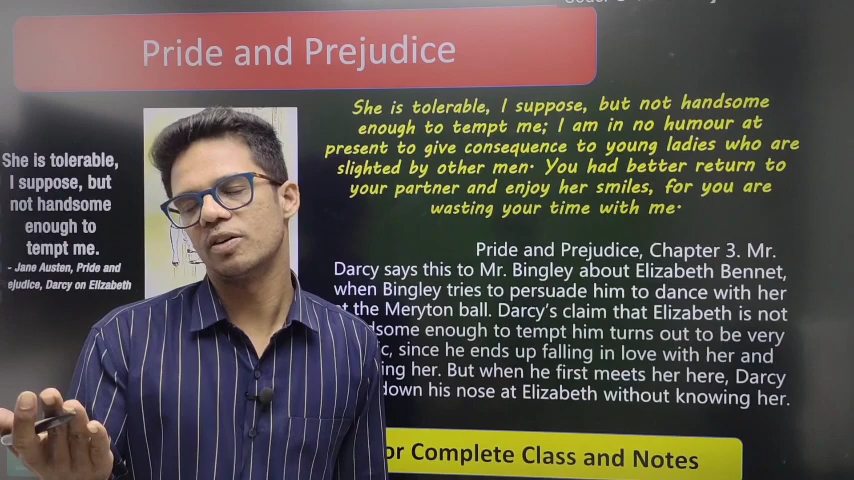 Pride and Prejudice
She is tolerable,
I suppose, but
not handsome
enough to
tempt me.
- Jane Austen, Pride and
ejudice, Darcy on Elizabeth
She is tolerable, I suppose, but not handsome
enough to tempt me; I am in no humour at
present to give consequence to young ladies who are
slighted by other men. You had better return to
your partner and enjoy her smiles, for you are
wasting your time with me.
Pride and Prejudice, Chapter 3. Mr.
Darcy says this to Mr. Bingley about Elizabeth Bennet,
when Bingley tries to persuade him to dance with her
at the Meryton ball. Darcy's claim that Elizabeth is not
dsome enough to tempt him turns out to be very
ic, since he ends up falling in love with her and
ing her. But when he first meets her here, Darcy
down his nose at Elizabeth without knowing her.
or Complete Class and Notes